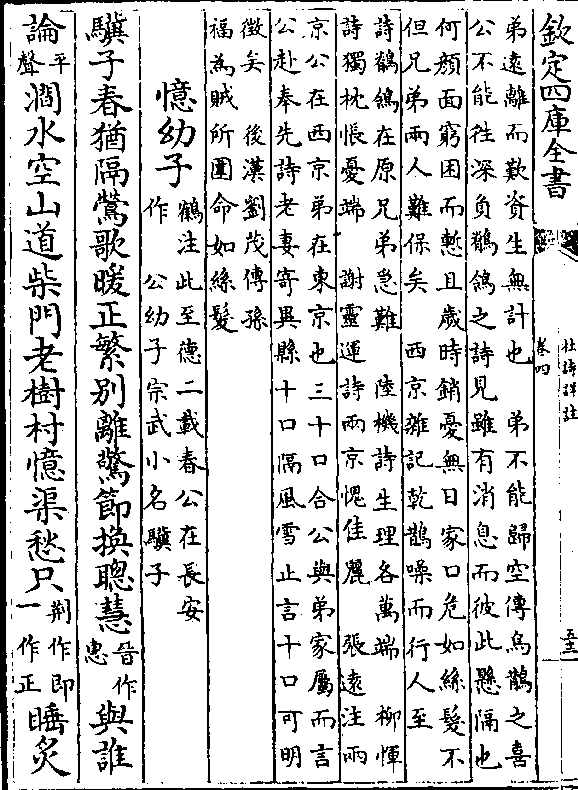 欽定四庫全書
杜詩詳註
卷四
五十二
弟遠離而歎資生無計也　弟不能歸空傳烏鵲之喜
公不能徃深負鶺鴒之詩見雖有消息而彼此懸隔也
何顔面窮困而慙且歲時銷憂無日家口危如絲髮不
但兄弟兩人難保矣　西京雜記乾鵲噪而行人至
詩鶺鴒在原兄弟急難　陸機詩生理各萬端　柳惲
詩獨枕悵憂端　謝靈運詩兩京愧佳麗　張遠注兩
京公在西京弟在東京也三十口合公與弟家屬而言
公赴奉先詩老妻寄異縣十口隔風雪止言十口可明
徵矣　後漢劉茂傳孫
福為賊所圍命如絲髮
憶幼子
鶴注此至德二載春公在長安
作　公幼子宗武小名驥子
驥子春猶隔鶯歌暖正繁别離驚節換聰慧
晉作
惠
與誰
論
平
聲
澗水空山道柴門老樹村憶渠愁只
荆作即
一作正
睡炙